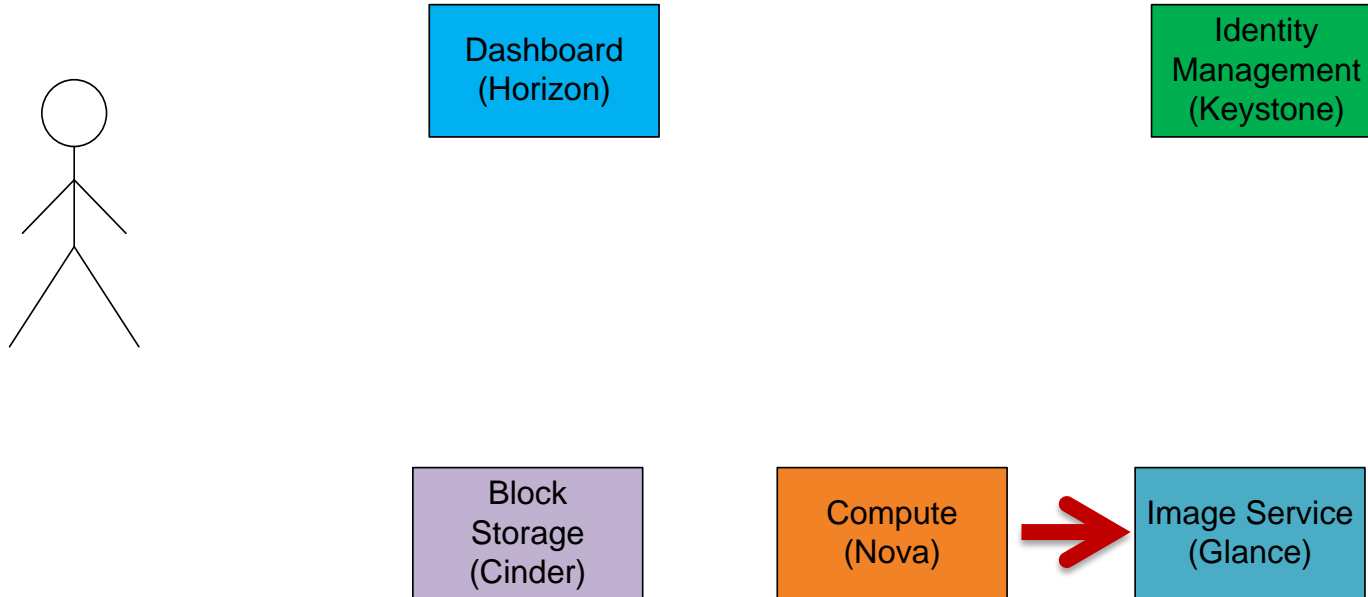 Dashboard
(Horizon)
Identity
Management
(Keystone)
Block
Storage
(Cinder)
Compute
(Nova)
Image Service
(Glance)